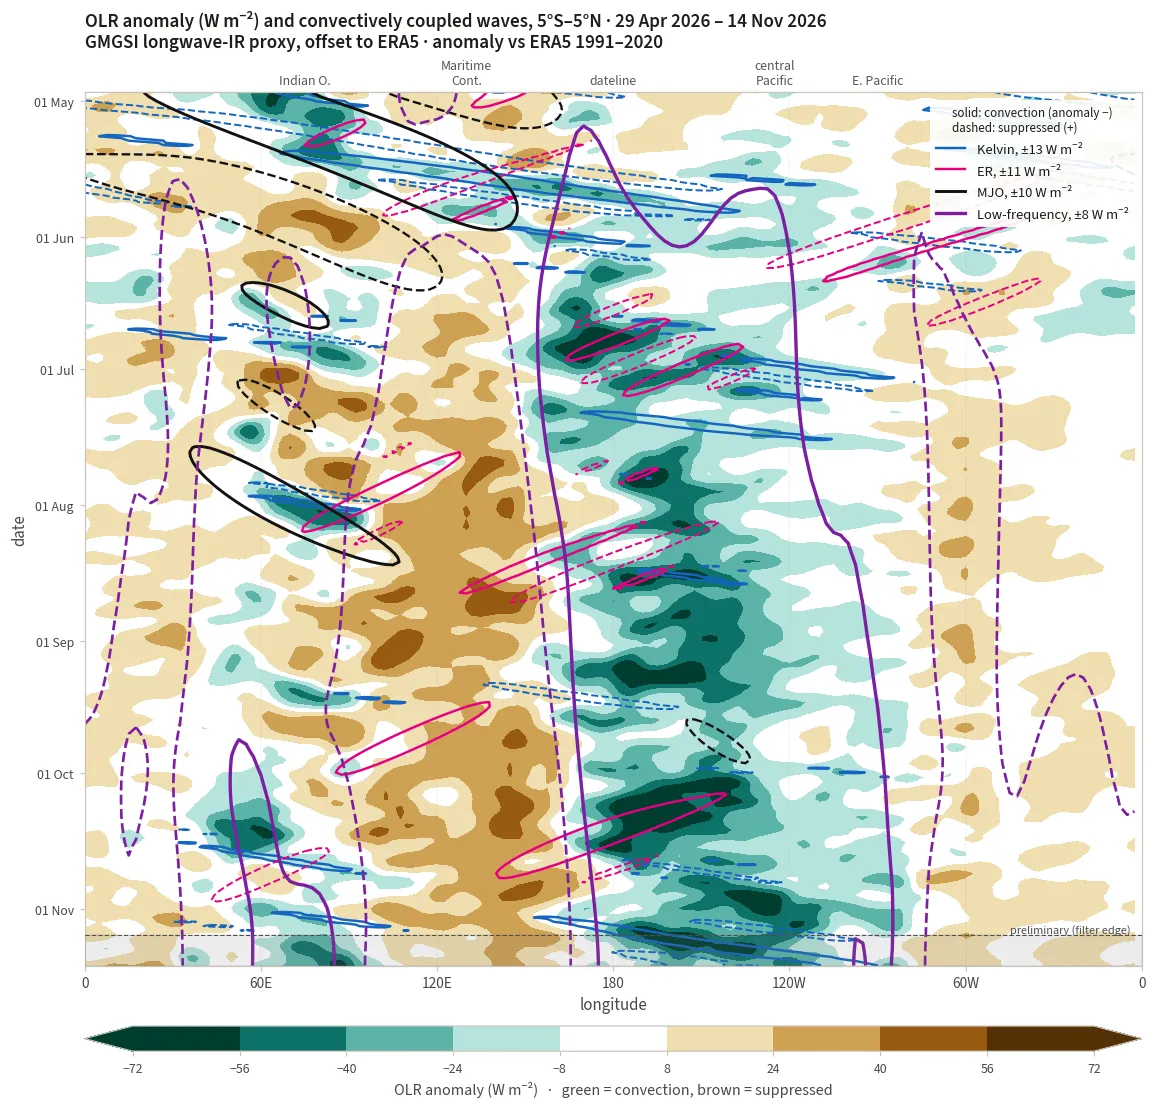 OLR anomaly (W m⁻²) and convectively coupled waves, 5°S–5°N · 29 Apr 2026 – 14 Nov 2026
GMGSI longwave-IR proxy, offset to ERA5 · anomaly vs ERA5 1991–2020
Indian O.
Maritime
Cont.
dateline
central
Pacific
E. Pacific
solid: convection (anomaly −)
dashed: suppressed (+)
Kelvin, ±13 W m⁻²
ER, ±11 W m⁻²
MJO, ±10 W m⁻²
Low-frequency, ±8 W m⁻²
date
01 May
01 Jun
01 Jul
01 Aug
01 Sep
01 Oct
01 Nov
preliminary (filter edge)
0 60E 120E 180 120W 60W 0
longitude
−72 −56 −40 −24 −8 8 24 40 56 72
OLR anomaly (W m⁻²) · green = convection, brown = suppressed